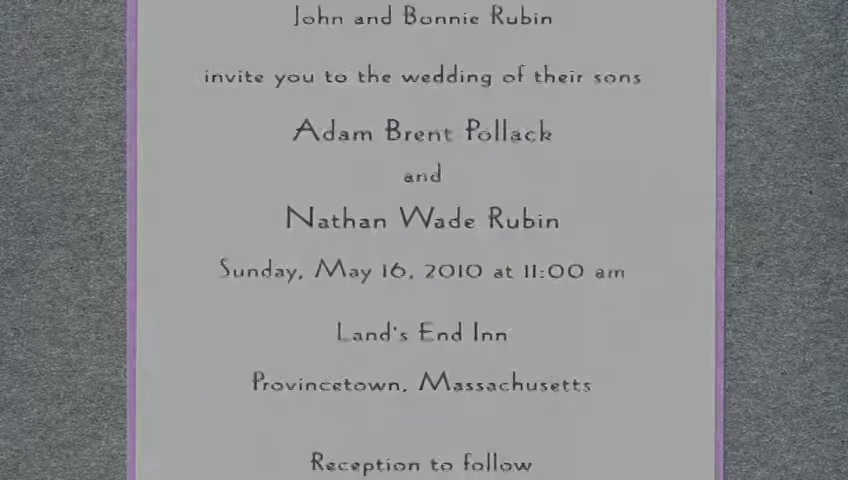 John and Bonnie Rubin
invite you to the wedding of their sons
Adam Brent Pollack
and
Nathan Wade Rubin
Sunday, May 16, 2010 at 11:00 am
Land's End Inn
Provincetown, Massachusetts
Reception to follow